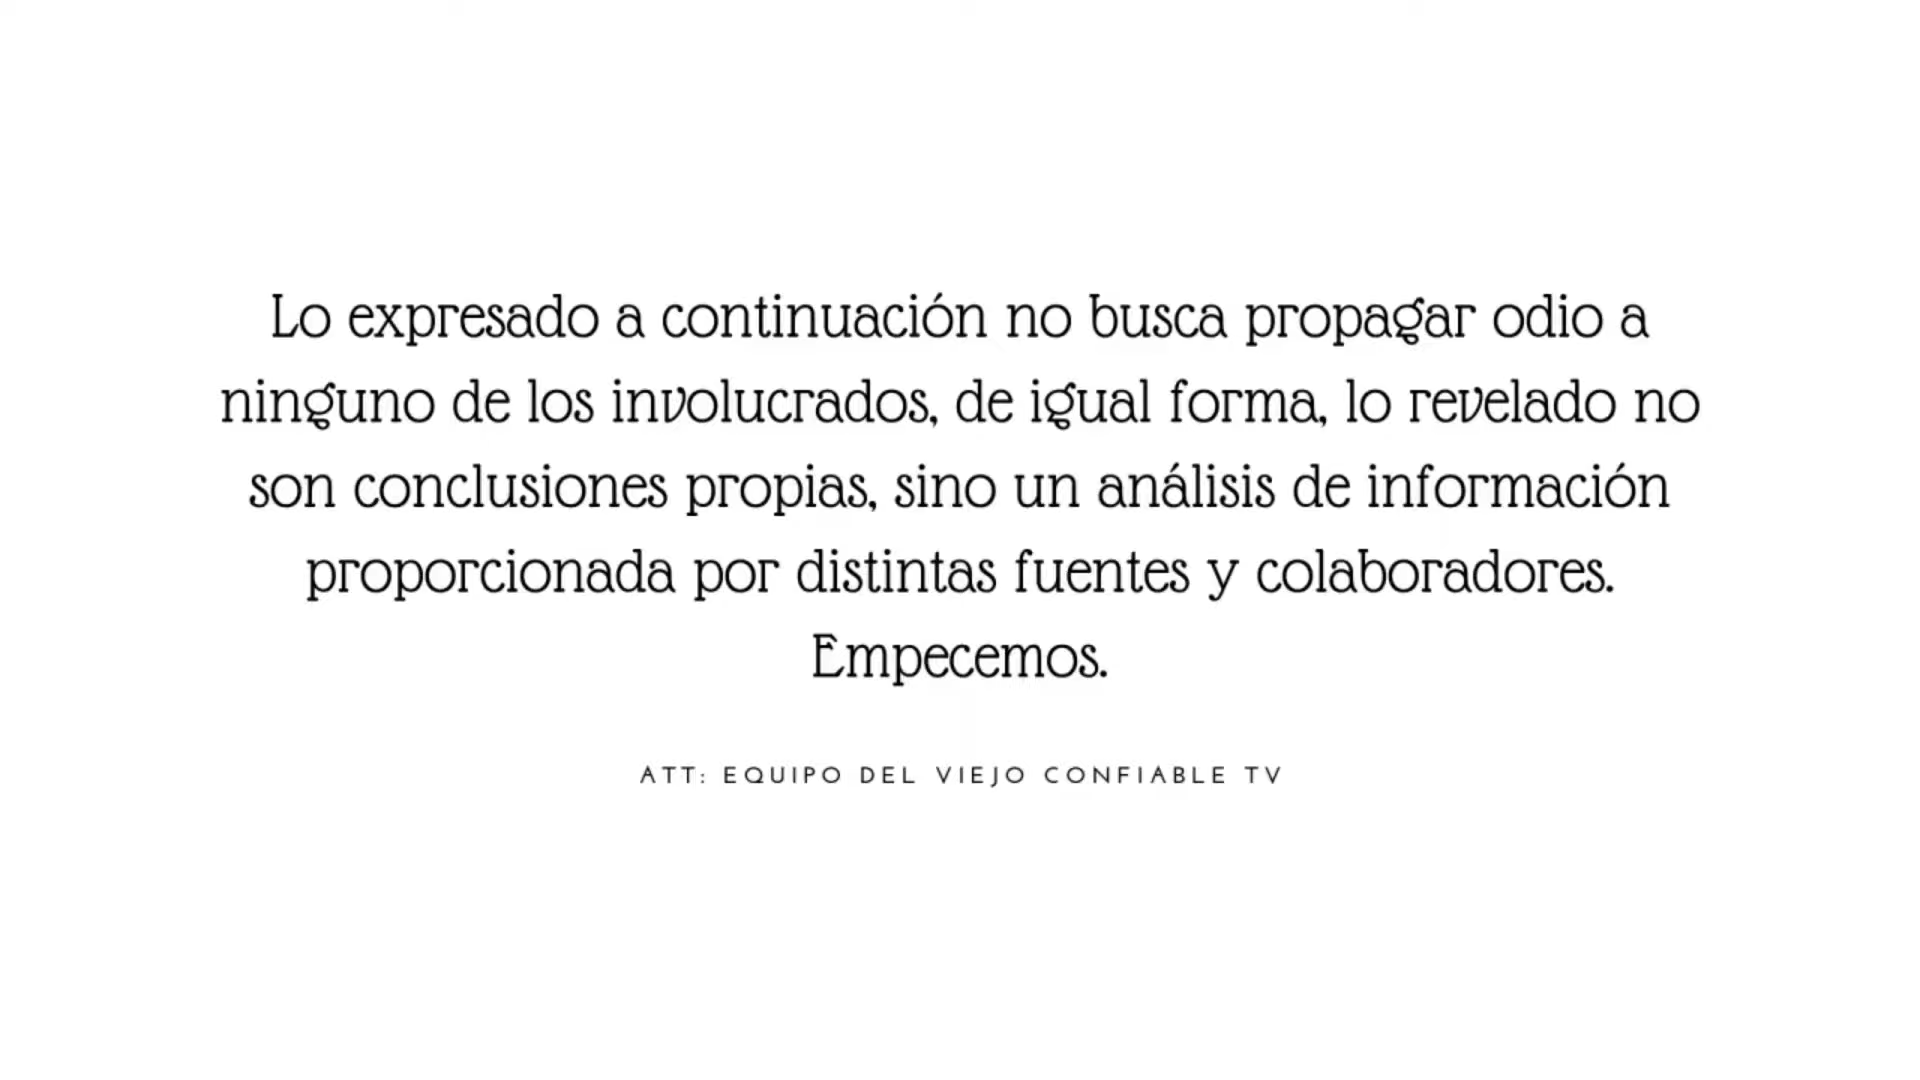 Lo expresado a continuación no busca propagar odio a
ninguno de los involucrados, de igual forma, lo revelado no
son conclusiones propias, sino un análisis de información
proporcionada por distintas fuentes y colaboradores.
Empecemos.
ATT: EQUIPO DEL VIEJO CONFIABLE TV